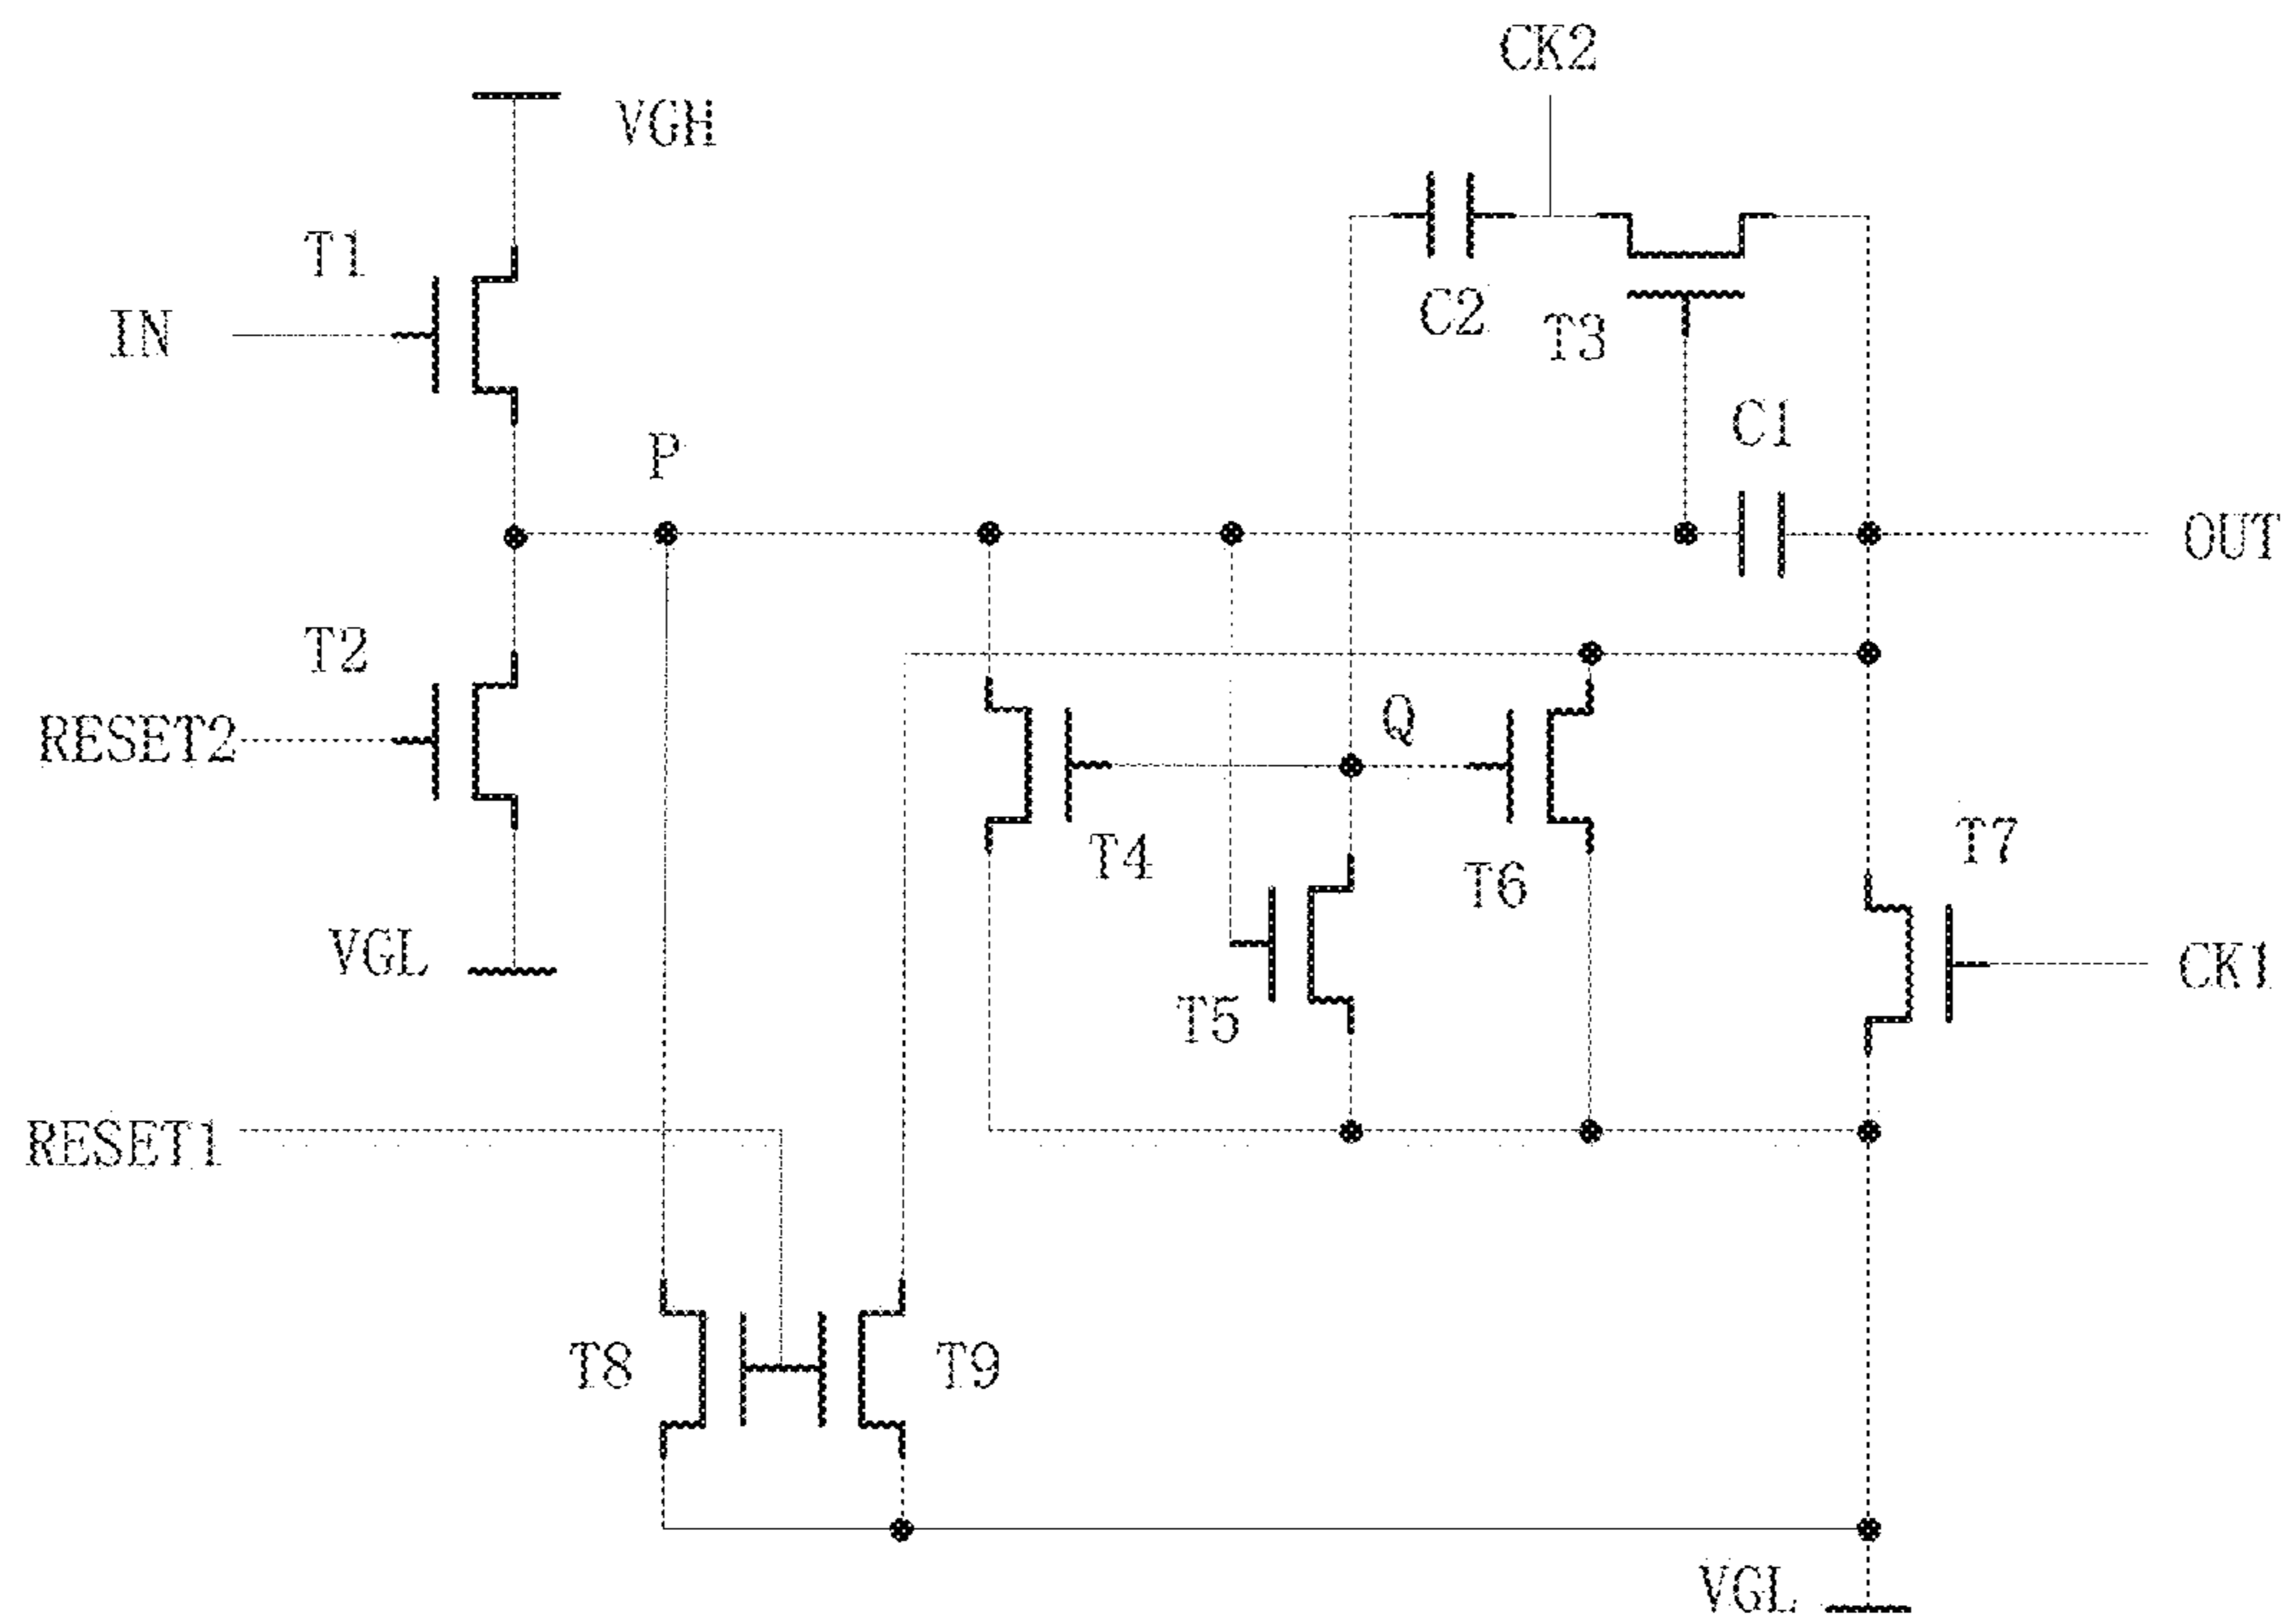 CK2
VGH
T1
IN
C2
T3
C1
P
OUT
T2
RESET2
Q
T4
T6
T7
VGL
T5
CK1
RESET1
T8
T9
VGL